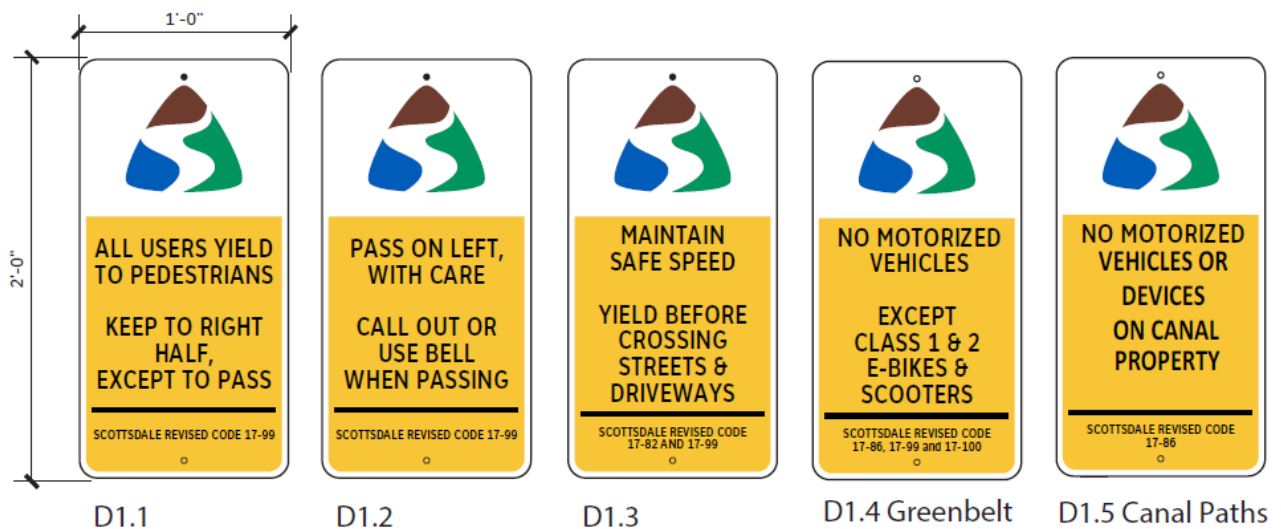 1'-0"
2'-0"
ALL USERS YIELD
TO PEDESTRIANS
KEEP TO RIGHT
HALF,
EXCEPT TO PASS
SCOTTSDALE REVISED CODE 17-99
D1.1
PASS ON LEFT,
WITH CARE
CALL OUT OR
USE BELL
WHEN PASSING
SCOTTSDALE REVISED CODE 17-99
D1.2
MAINTAIN
SAFE SPEED
YIELD BEFORE
CROSSING
STREETS &
DRIVEWAYS
SCOTTSDALE REVISED CODE
17-82 AND 17-99
D1.3
NO MOTORIZED
VEHICLES
EXCEPT
CLASS 1 & 2
E-BIKES &
SCOOTERS
SCOTTSDALE REVISED CODE
17-86, 17-99 and 17-100
D1.4 Greenbelt
NO MOTORIZED
VEHICLES OR
DEVICES
ON CANAL
PROPERTY
SCOTTSDALE REVISED CODE
17-86
D1.5 Canal Paths